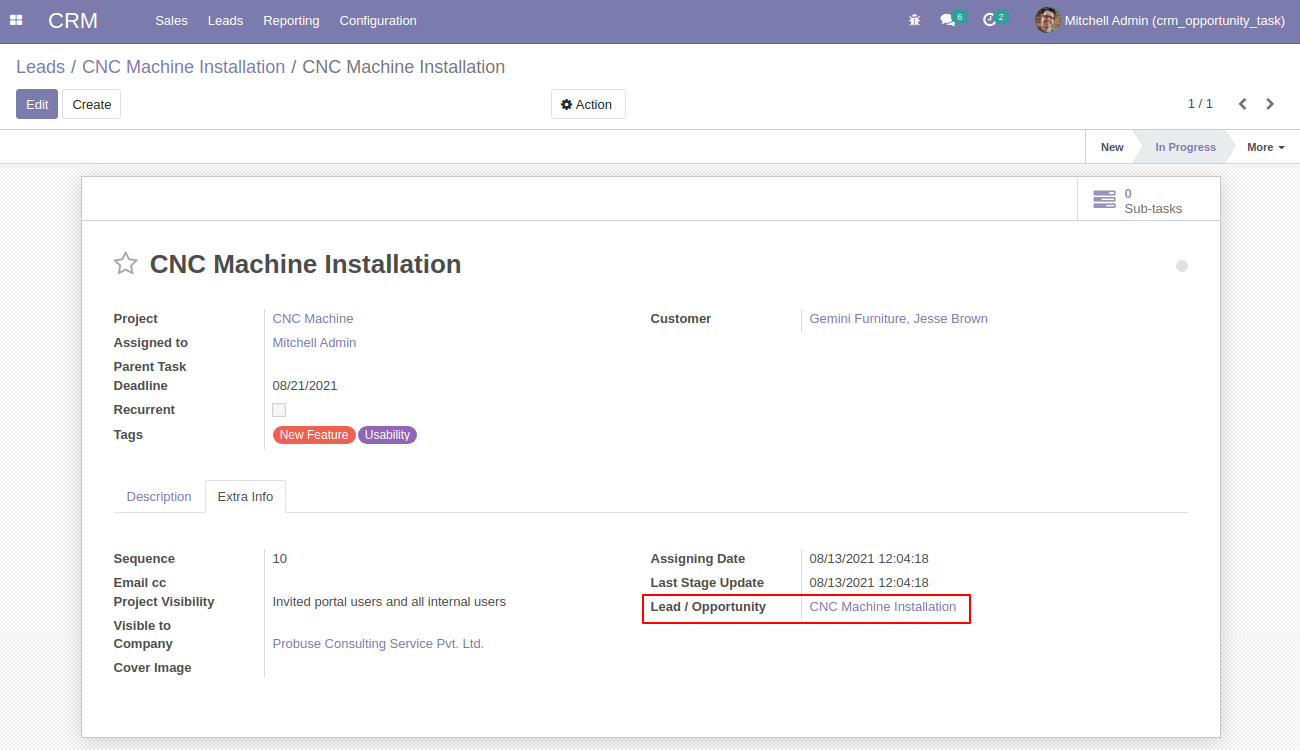 CRM Sales Leads Reporting Configuration 6 2 Mitchell Admin (crm_opportunity_task)
Leads / CNC Machine Installation / CNC Machine Installation
Edit Create Action 1 / 1
New In Progress More
0
Sub-tasks
CNC Machine Installation
Project CNC Machine Customer Gemini Furniture, Jesse Brown
Assigned to Mitchell Admin
Parent Task
Deadline 08/21/2021
Recurrent
Tags New Feature Usability
Description Extra Info
Sequence 10 Assigning Date 08/13/2021 12:04:18
Email cc Last Stage Update 08/13/2021 12:04:18
Project Visibility Invited portal users and all internal users Lead / Opportunity CNC Machine Installation
Visible to
Company Probuse Consulting Service Pvt. Ltd.
Cover Image